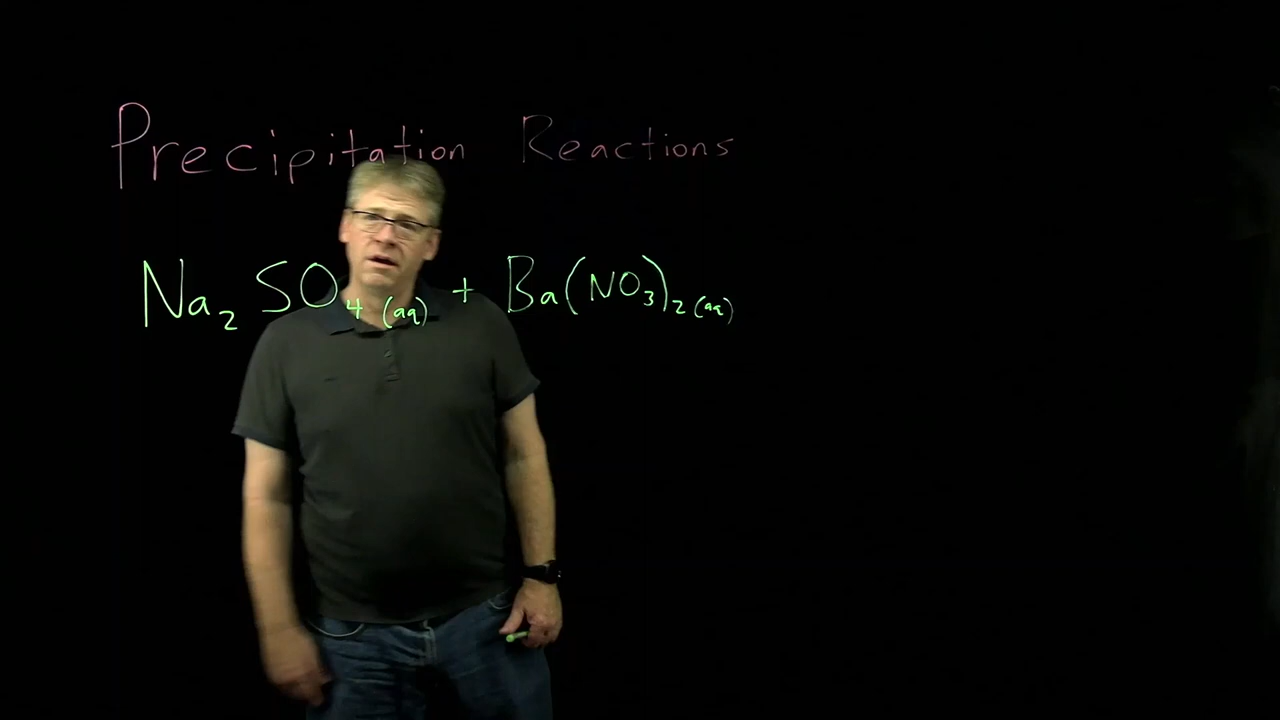 Precipitation Reactions
Na₂SO₄ (aq) + Ba(NO₃)₂ (aq)